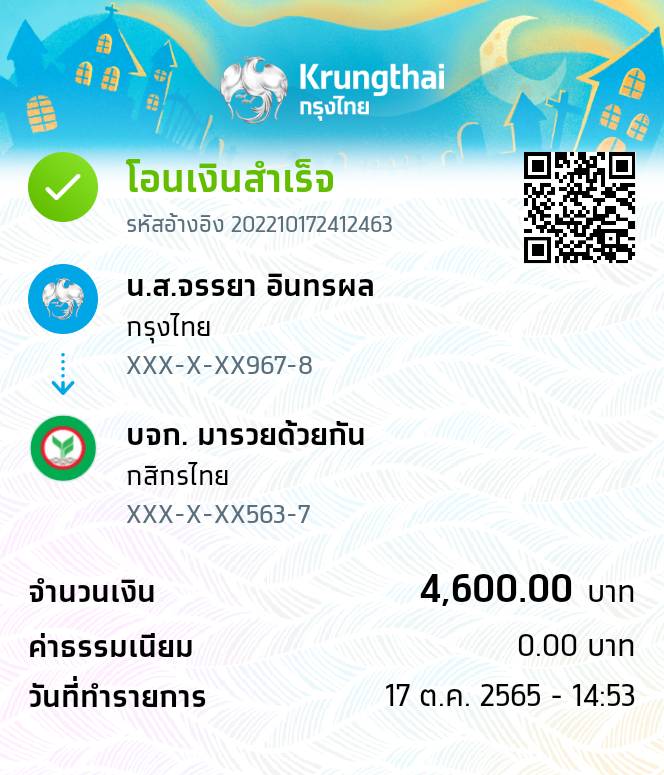 Krungthai
กรุงไทย
โอนเงินสำเร็จ
รหัสอ้างอิง 202210172412463
น.ส.จรรยา อินทรผล
กรุงไทย
XXX-X-XX967-8
บจก. มารวยด้วยกัน
กสิกรไทย
XXX-X-XX563-7
จำนวนเงิน 4,600.00 บาท
ค่าธรรมเนียม 0.00 บาท
วันที่ทำรายการ 17 ต.ค. 2565 - 14:53